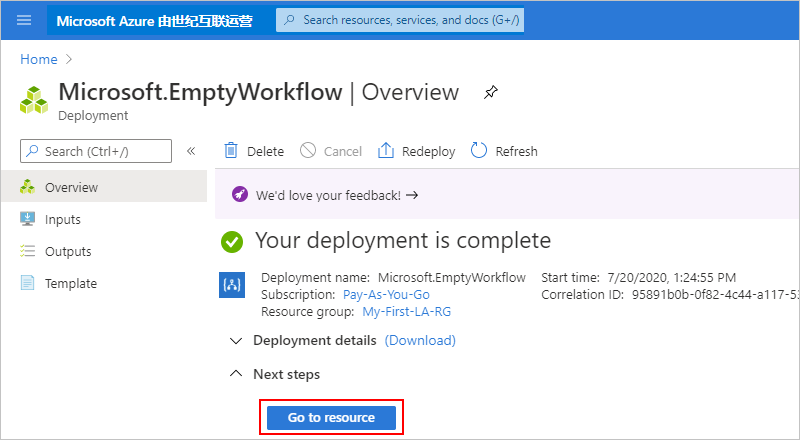 Microsoft Azure 由世纪互联运营
Search resources, services, and docs (G+/)
Home
Microsoft.EmptyWorkflow | Overview
Deployment
Search (Ctrl+/)
Delete
Cancel
Redeploy
Refresh
Overview
Inputs
Outputs
Template
We'd love your feedback! →
Your deployment is complete
Deployment name: Microsoft.EmptyWorkflow
Subscription: Pay-As-You-Go
Resource group: My-First-LA-RG
Start time: 7/20/2020, 1:24:55 PM
Correlation ID: 95891b0b-0f82-4c44-a117-53
Deployment details (Download)
Next steps
Go to resource